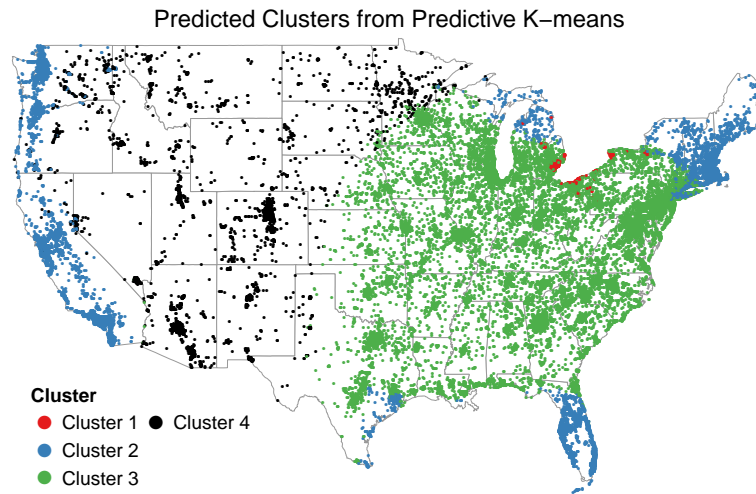 Predicted Clusters from Predictive K−means
Cluster
Cluster 1
Cluster 4
Cluster 2
Cluster 3